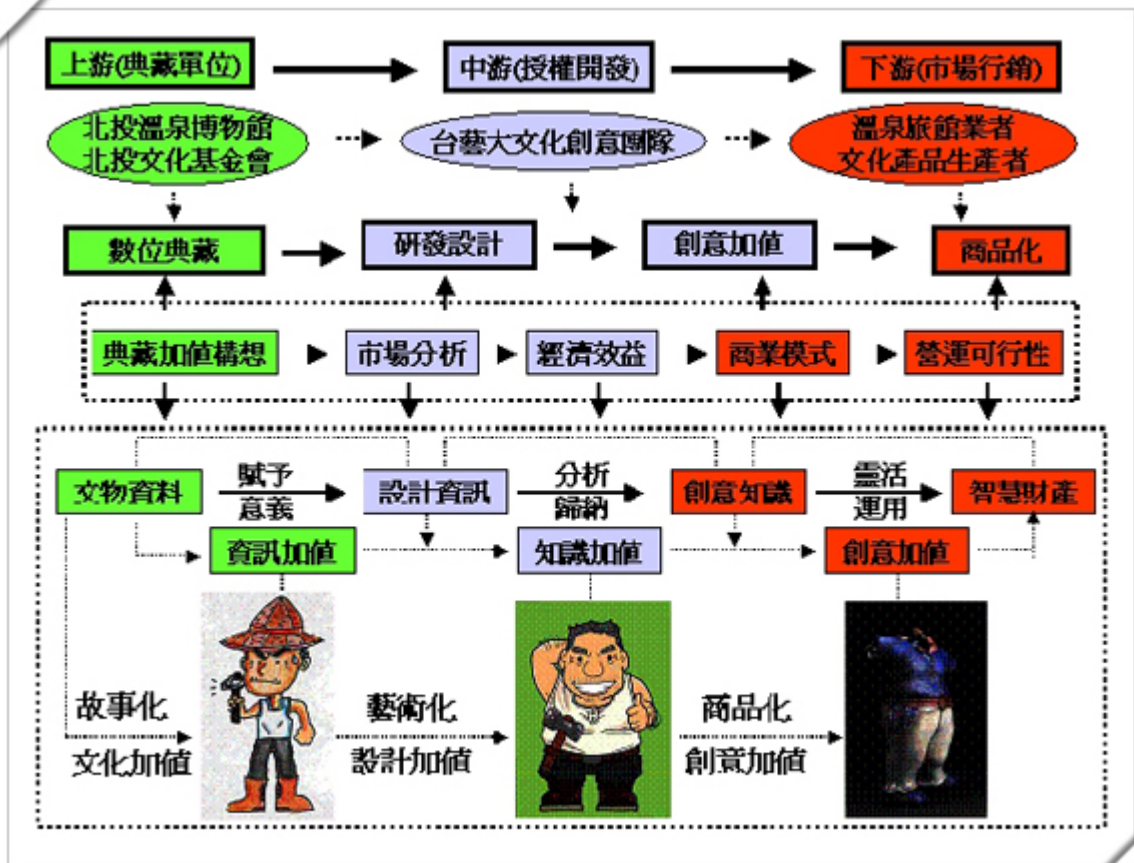 上游(典藏單位)
中游(授權開發)
下游(市場行銷)
北投溫泉博物館
北投文化基金會
台藝大文化創意團隊
溫泉旅館業者
文化產品生產者
數位典藏
研發設計
創意加值
商品化
典藏加值構想
市場分析
經濟效益
商業模式
營運可行性
文物資料
賦予
意義
設計資訊
分析
歸納
創意知識
靈活
運用
智慧財產
資訊加值
知識加值
創意加值
故事化
文化加值
藝術化
設計加值
商品化
創意加值